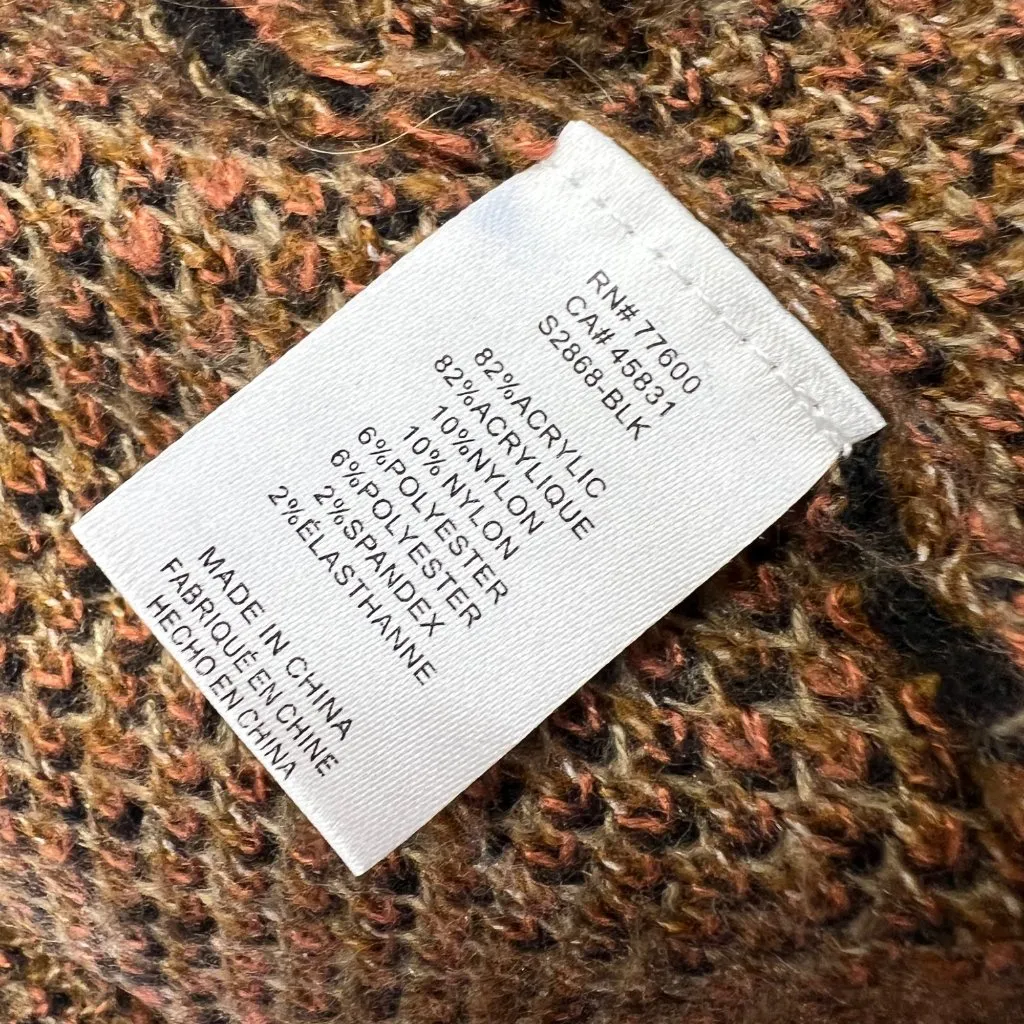 RN# 77600
CA# 45831
S2868-BLK
82%ACRYLIC
82%ACRYLIQUE
10%NYLON
10% NYLON
6%POLYESTER
6%POLYESTER
2%SPANDEX
2%ÉLASTHANNE
MADE IN CHINA
FABRIQUÉ EN CHINE
HECHO EN CHINA